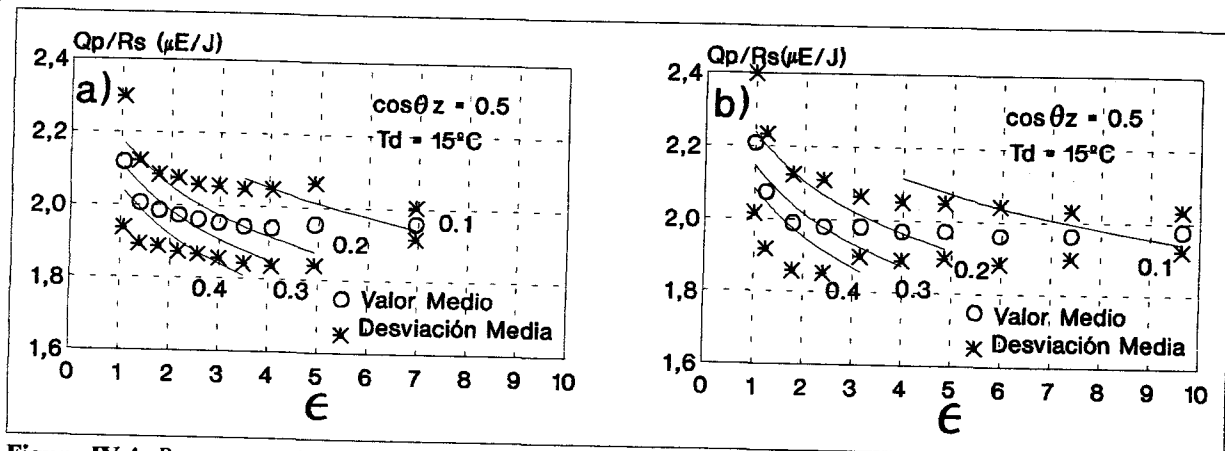 Qp/Rs (µE/J)
2,4
2,2
2,0
1,8
1,6
a)
cosθz = 0.5
Td = 15ºC
0.1
0.2
0.3
0.4
O Valor Medio
Desviación Media
0 1 2 3 4 5 6 7 8 9 10
ϵ
Qp/Rs(µE/J)
2,4
2,2
2,0
1,8
1,6
b)
cosθz = 0.5
Td = 15ºC
0.1
0.2
0.3
0.4
O Valor Medio
Desviación Media
0 1 2 3 4 5 6 7 8 9 10
ϵ